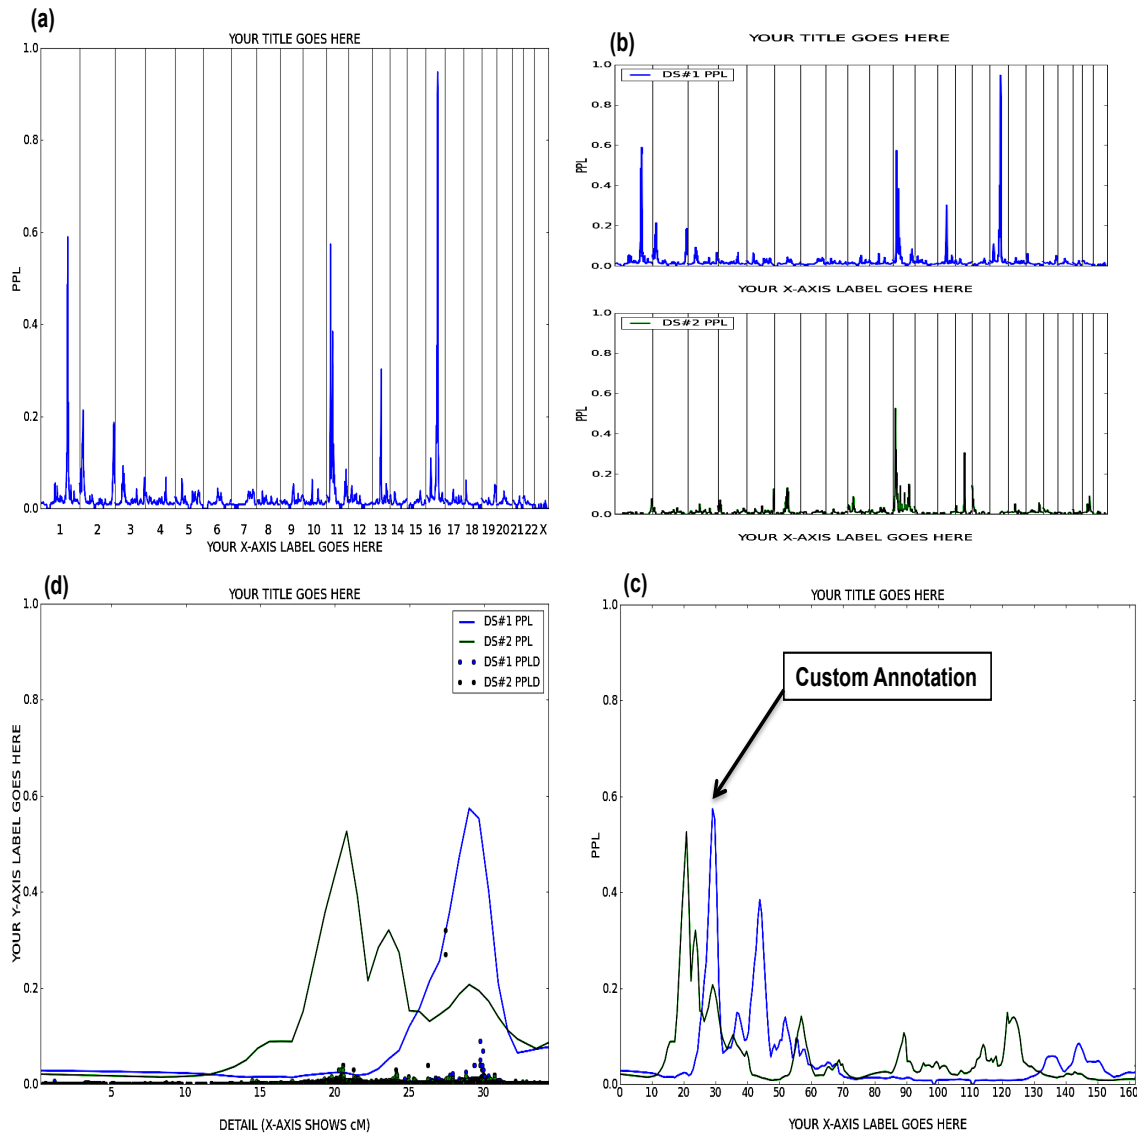 (a)
YOUR TITLE GOES HERE
1.0
0.8
0.6
0.4
0.2
0.0
PPL
1 2 3 4 5 6 7 8 9 10 11 12 13 14 15 16 17 18 19 20 21 22 X
YOUR X-AXIS LABEL GOES HERE
(b)
YOUR TITLE GOES HERE
DS#1 PPL
1.0
0.8
0.6
0.4
0.2
0.0
PPL
YOUR X-AXIS LABEL GOES HERE
DS#2 PPL
1.0
0.8
0.6
0.4
0.2
0.0
PPL
YOUR X-AXIS LABEL GOES HERE
(d)
YOUR TITLE GOES HERE
DS#1 PPL
DS#2 PPL
DS#1 PPLD
DS#2 PPLD
1.0
0.8
0.6
0.4
0.2
0.0
YOUR Y-AXIS LABEL GOES HERE
5 10 15 20 25 30
DETAIL (X-AXIS SHOWS cM)
(c)
YOUR TITLE GOES HERE
Custom Annotation
1.0
0.8
0.6
0.4
0.2
0.0
PPL
0 10 20 30 40 50 60 70 80 90 100 110 120 130 140 150 160
YOUR X-AXIS LABEL GOES HERE